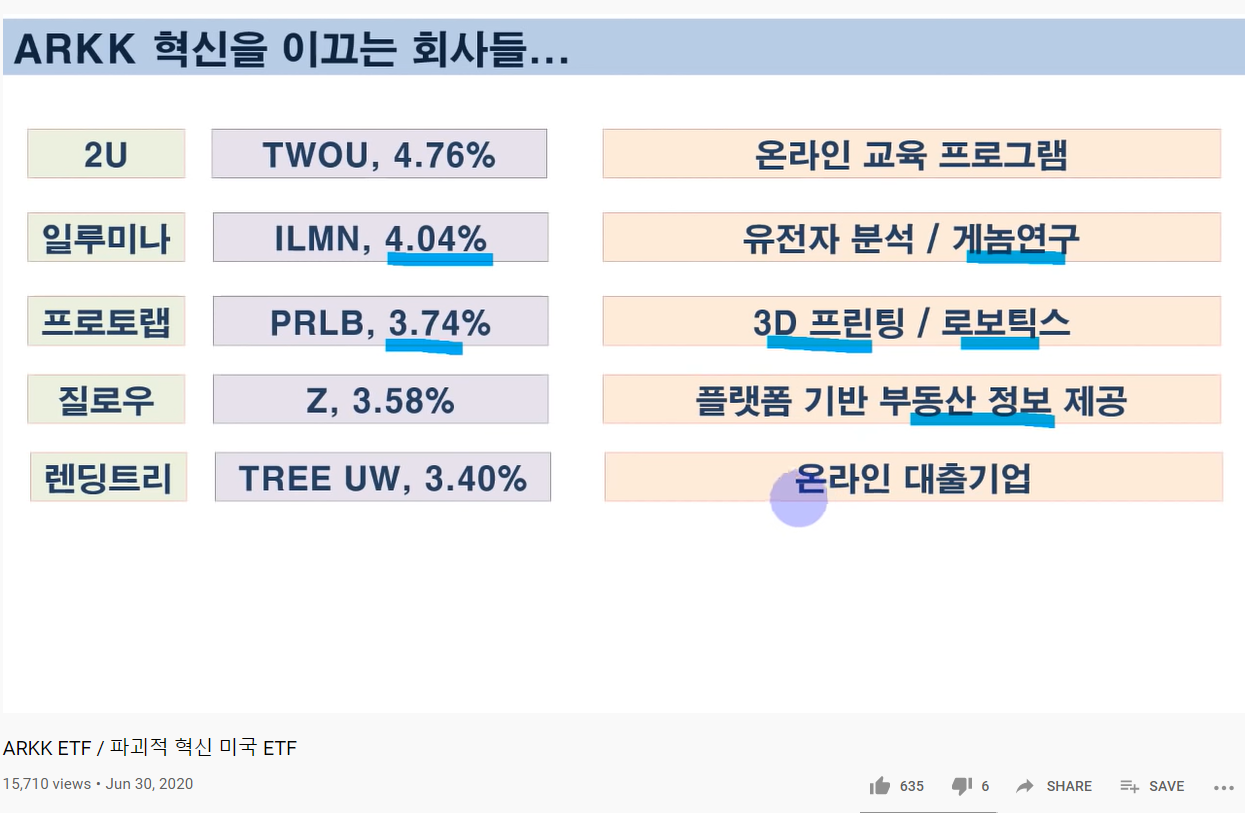 ARKK 혁신을 이끄는 회사들...
2U TWOU, 4.76% 온라인 교육 프로그램
일루미나 ILMN, 4.04% 유전자 분석 / 게놈연구
프로토랩 PRLB, 3.74% 3D 프린팅 / 로보틱스
질로우 Z, 3.58% 플랫폼 기반 부동산 정보 제공
렌딩트리 TREE UW, 3.40% 온라인 대출기업
ARKK ETF / 파괴적 혁신 미국 ETF
15,710 views • Jun 30, 2020
635 6 SHARE SAVE